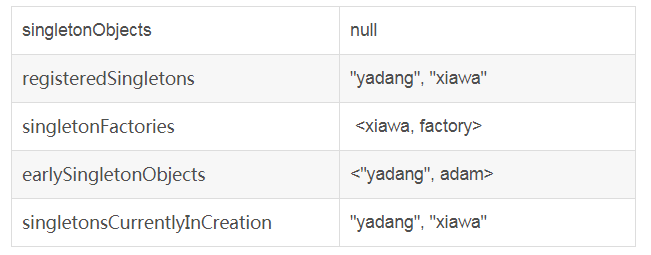 singletonObjects null
registeredSingletons "yadang", "xiawa"
singletonFactories <xiawa, factory>
earlySingletonObjects <"yadang", adam>
singletonsCurrentlyInCreation "yadang", "xiawa"